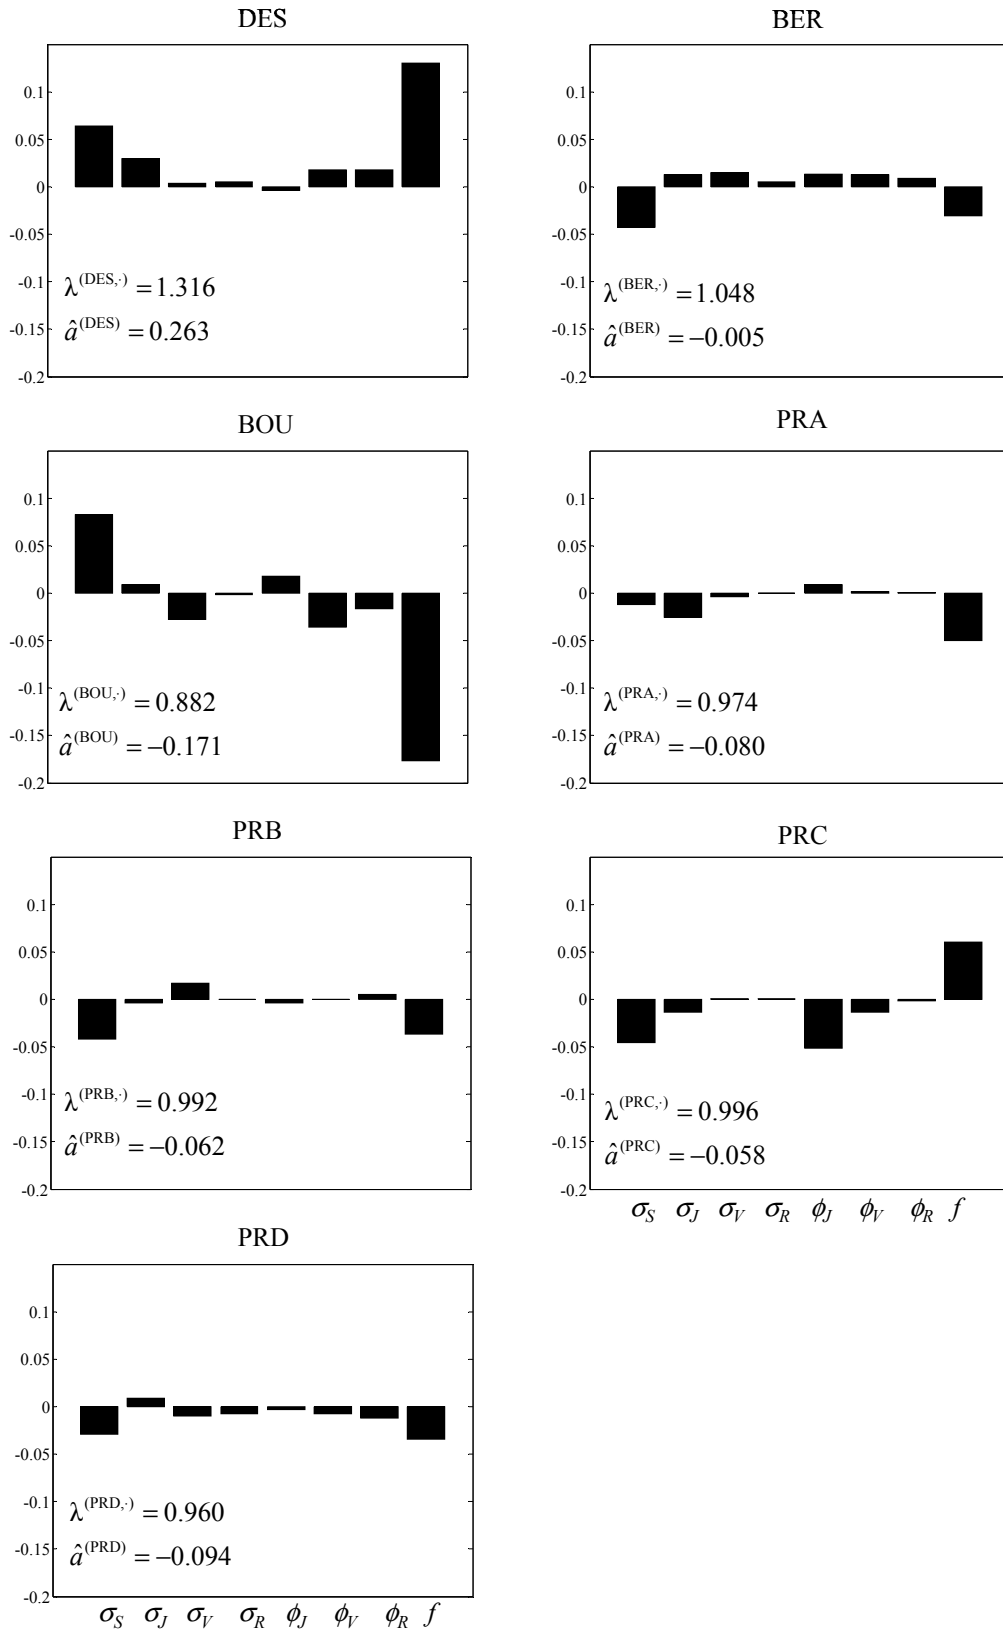 DES
0.1
0.05
0
-0.05
-0.1
-0.15
-0.2
λ^(DES,·) = 1.316
â^(DES) = 0.263
BER
0.1
0.05
0
-0.05
-0.1
-0.15
-0.2
λ^(BER,·) = 1.048
â^(BER) = −0.005
BOU
0.1
0.05
0
-0.05
-0.1
-0.15
-0.2
λ^(BOU,·) = 0.882
â^(BOU) = −0.171
PRA
0.1
0.05
0
-0.05
-0.1
-0.15
-0.2
λ^(PRA,·) = 0.974
â^(PRA) = −0.080
PRB
0.1
0.05
0
-0.05
-0.1
-0.15
-0.2
λ^(PRB,·) = 0.992
â^(PRB) = −0.062
PRC
0.1
0.05
0
-0.05
-0.1
-0.15
-0.2
λ^(PRC,·) = 0.996
â^(PRC) = −0.058
σ_S σ_J σ_V σ_R ϕ_J ϕ_V ϕ_R f
PRD
0.1
0.05
0
-0.05
-0.1
-0.15
-0.2
λ^(PRD,·) = 0.960
â^(PRD) = −0.094
σ_S σ_J σ_V σ_R ϕ_J ϕ_V ϕ_R f